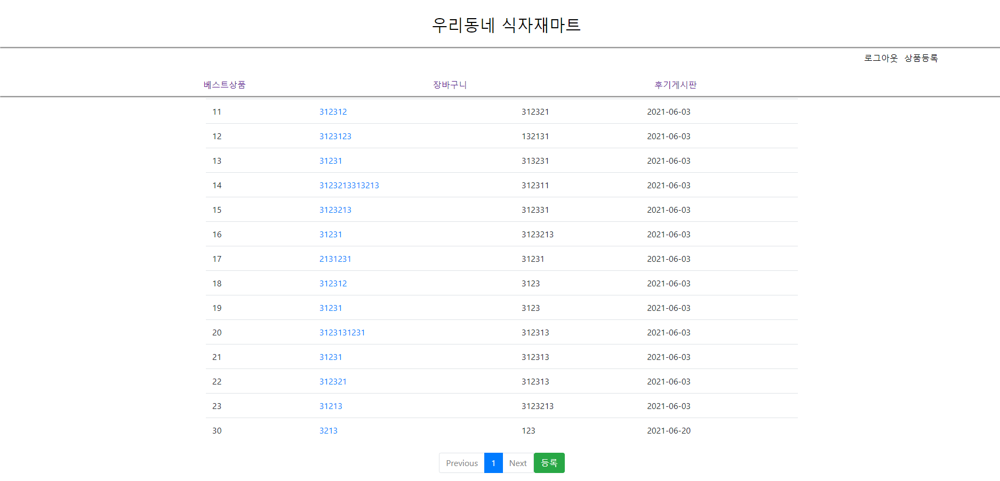 우리동네 식자재마트
로그아웃 상품등록
베스트상품 장바구니 후기게시판
11 312312 312321 2021-06-03
12 3123123 132131 2021-06-03
13 31231 313231 2021-06-03
14 3123213313213 312311 2021-06-03
15 3123213 312331 2021-06-03
16 31231 3123213 2021-06-03
17 2131231 31231 2021-06-03
18 312312 3123 2021-06-03
19 31231 3123 2021-06-03
20 3123131231 312313 2021-06-03
21 31231 312313 2021-06-03
22 312321 312313 2021-06-03
23 31213 3123213 2021-06-03
30 3213 123 2021-06-20
Previous 1 Next 등록